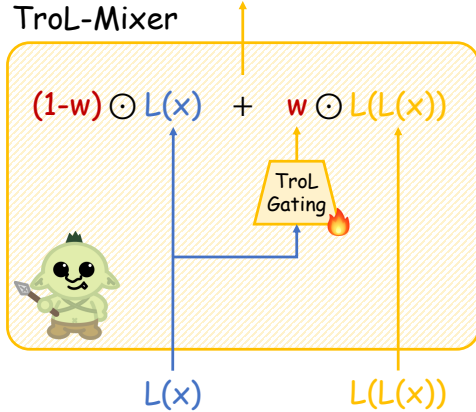 TroL-Mixer
(1-w) ⊙ L(x) + w ⊙ L(L(x))
TroL
Gating
L(x) L(L(x))